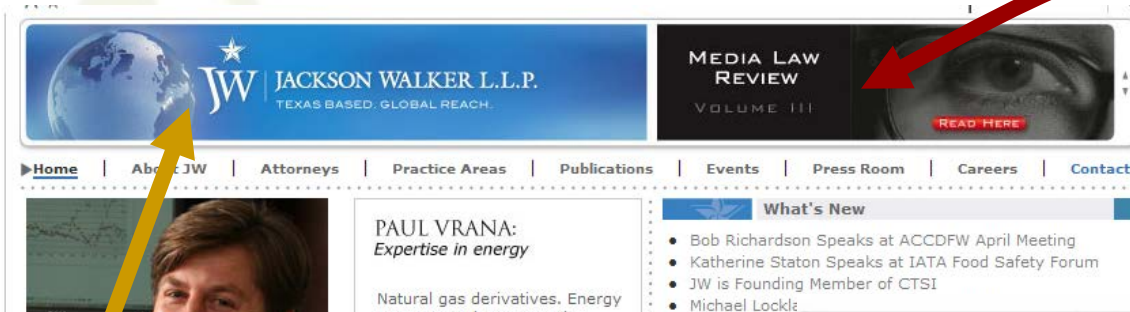 JW JACKSON WALKER L.L.P.
TEXAS BASED. GLOBAL REACH.
MEDIA LAW
REVIEW
VOLUME III
READ HERE
Home | About JW | Attorneys | Practice Areas | Publications | Events | Press Room | Careers | Contact
PAUL VRANA:
Expertise in energy
Natural gas derivatives. Energy
What's New
Bob Richardson Speaks at ACCDFW April Meeting
Katherine Staton Speaks at IATA Food Safety Forum
JW is Founding Member of CTSI
Michael